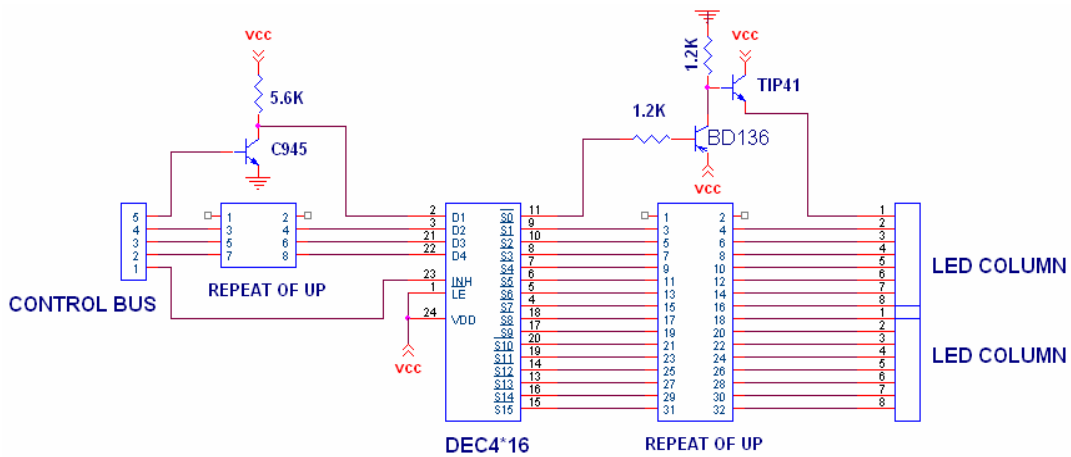 VCC
5.6K
C945
1.2K
VCC
TIP41
1.2K
BD136
VCC
5
4
3
2
1
CONTROL BUS
1 2
3 4
5 6
7 8
REPEAT OF UP
2 D1 S0 11
3 D2 S1 9
21 D3 S2 10
22 D4 S3 8
S4 7
23 INH S5 6
1 LE S6 5
S7 4
24 VDD S8 18
S9 17
S10 20
S11 19
S12 14
S13 13
S14 16
S15 15
VCC
DEC4*16
1 2
3 4
5 6
7 8
9 10
11 12
13 14
15 16
17 18
19 20
21 22
23 24
25 26
27 28
29 30
31 32
REPEAT OF UP
1
2
3
4
5
6
7
8
LED COLUMN
1
2
3
4
5
6
7
8
LED COLUMN